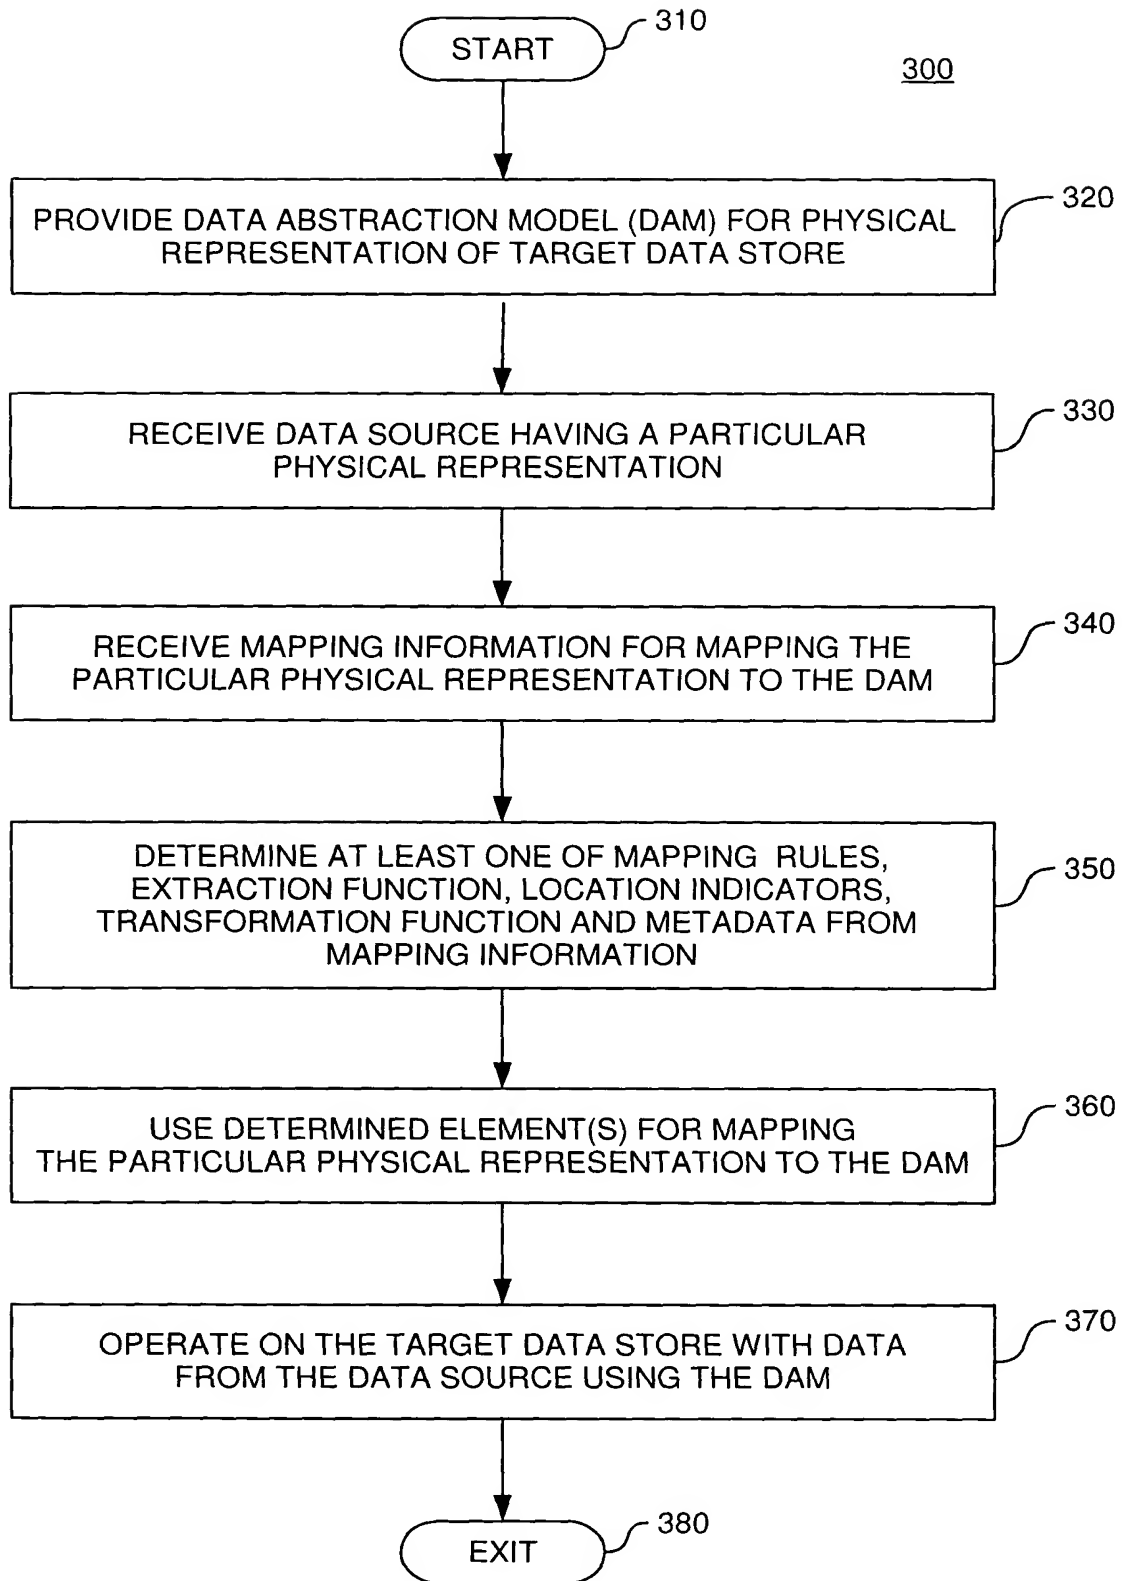 START
310
300
PROVIDE DATA ABSTRACTION MODEL (DAM) FOR PHYSICAL
REPRESENTATION OF TARGET DATA STORE
320
RECEIVE DATA SOURCE HAVING A PARTICULAR
PHYSICAL REPRESENTATION
330
RECEIVE MAPPING INFORMATION FOR MAPPING THE
PARTICULAR PHYSICAL REPRESENTATION TO THE DAM
340
DETERMINE AT LEAST ONE OF MAPPING RULES,
EXTRACTION FUNCTION, LOCATION INDICATORS,
TRANSFORMATION FUNCTION AND METADATA FROM
MAPPING INFORMATION
350
USE DETERMINED ELEMENT(S) FOR MAPPING
THE PARTICULAR PHYSICAL REPRESENTATION TO THE DAM
360
OPERATE ON THE TARGET DATA STORE WITH DATA
FROM THE DATA SOURCE USING THE DAM
370
EXIT
380